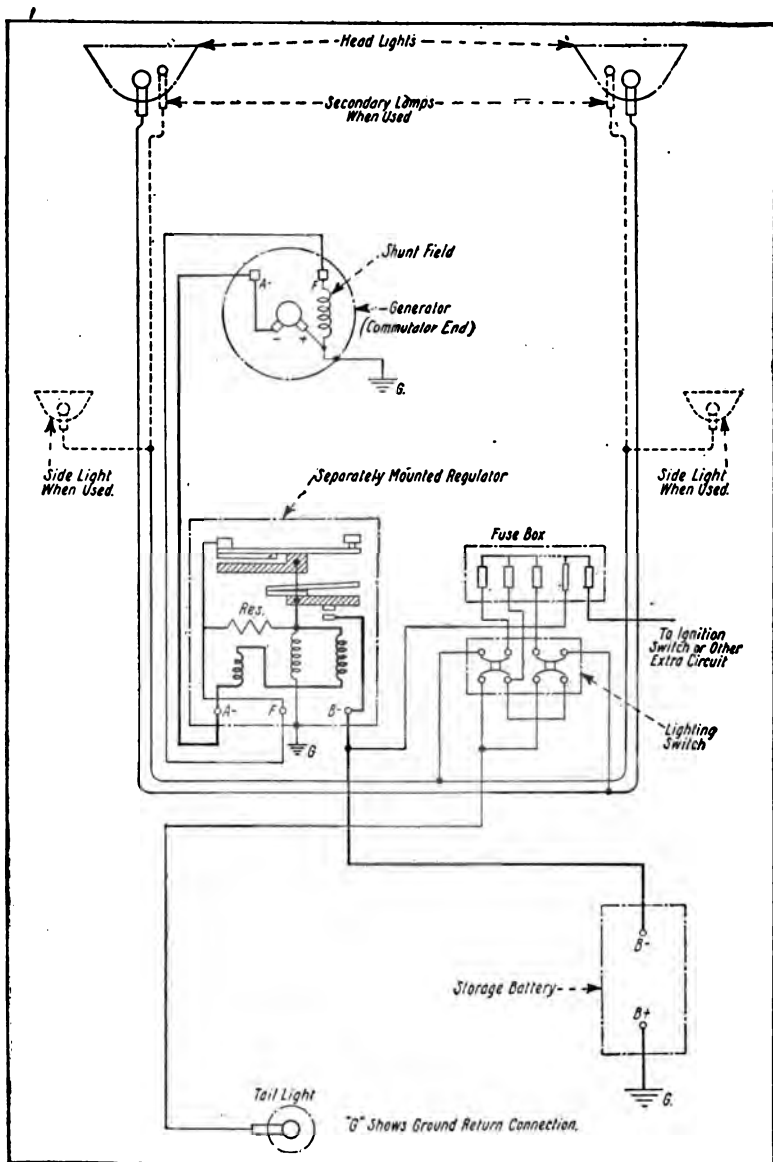 Head Lights
Secondary Lamps
When Used
Shunt Field
A-
F
Generator
(Commutator End)
- +
G.
Side Light
When Used.
Side Light
When Used.
Separately Mounted Regulator
Fuse Box
Res.
To Ignition
Switch or Other
Extra Circuit
A-
F
B-
Lighting
Switch
G
B-
Storage Battery
B+
G.
Tail Light
"G" Shows Ground Return Connection.